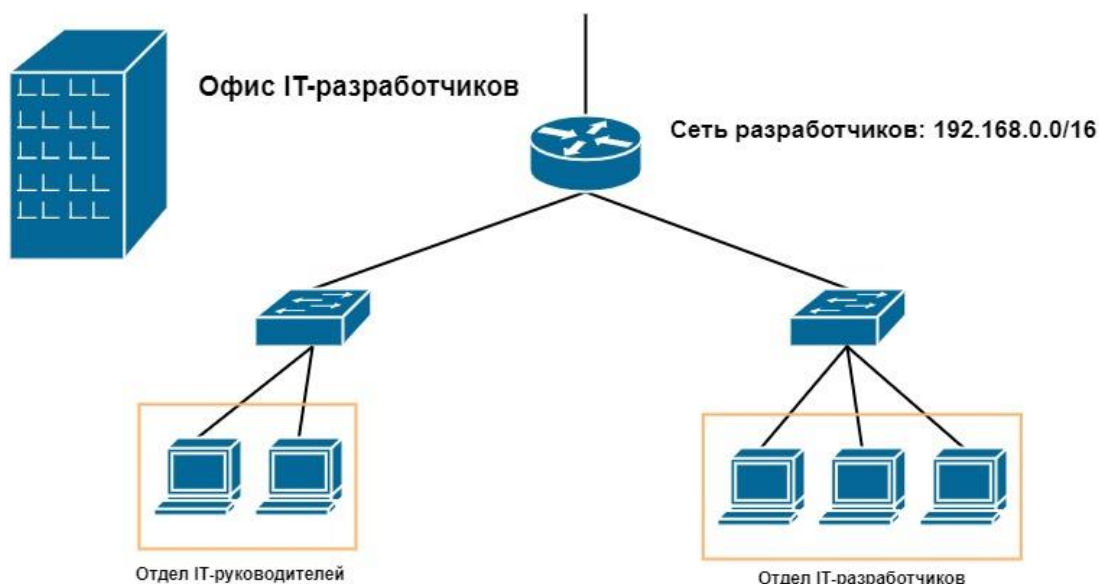 Офис IT-разработчиков
Сеть разработчиков: 192.168.0.0/16
Отдел IT-руководителей
Отдел IT-разработчиков